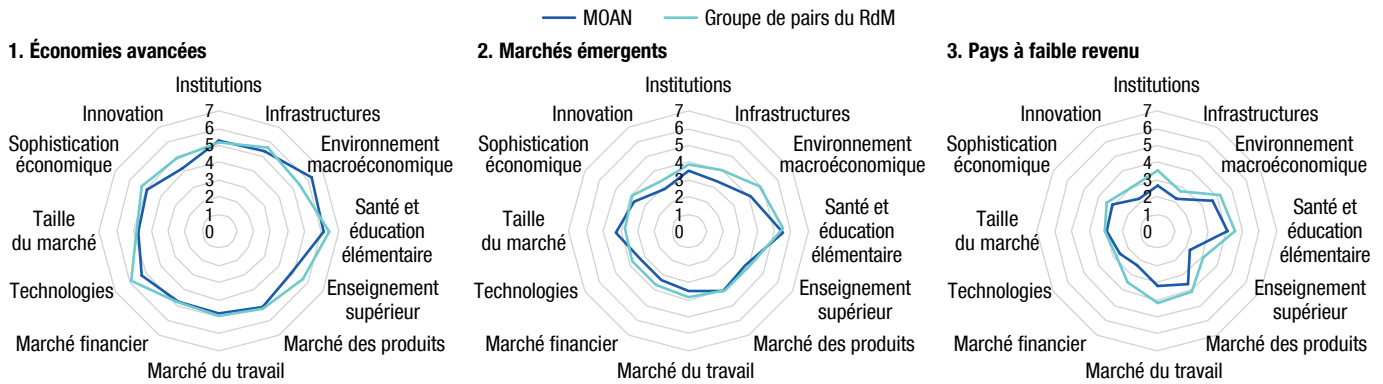 MOAN
Groupe de pairs du RdM
1. Économies avancées
Institutions
Infrastructures
Environnement
macroéconomique
Santé et
éducation
élémentaire
Enseignement
supérieur
Marché des produits
Marché du travail
Marché financier
Technologies
Taille
du marché
Sophistication
économique
Innovation
7
6
5
4
3
2
1
0
2. Marchés émergents
Institutions
Infrastructures
Environnement
macroéconomique
Santé et
éducation
élémentaire
Enseignement
supérieur
Marché des produits
Marché du travail
Marché financier
Technologies
Taille
du marché
Sophistication
économique
Innovation
7
6
5
4
3
2
1
0
3. Pays à faible revenu
Institutions
Infrastructures
Environnement
macroéconomique
Santé et
éducation
élémentaire
Enseignement
supérieur
Marché des produits
Marché du travail
Marché financier
Technologies
Taille
du marché
Sophistication
économique
Innovation
7
6
5
4
3
2
1
0